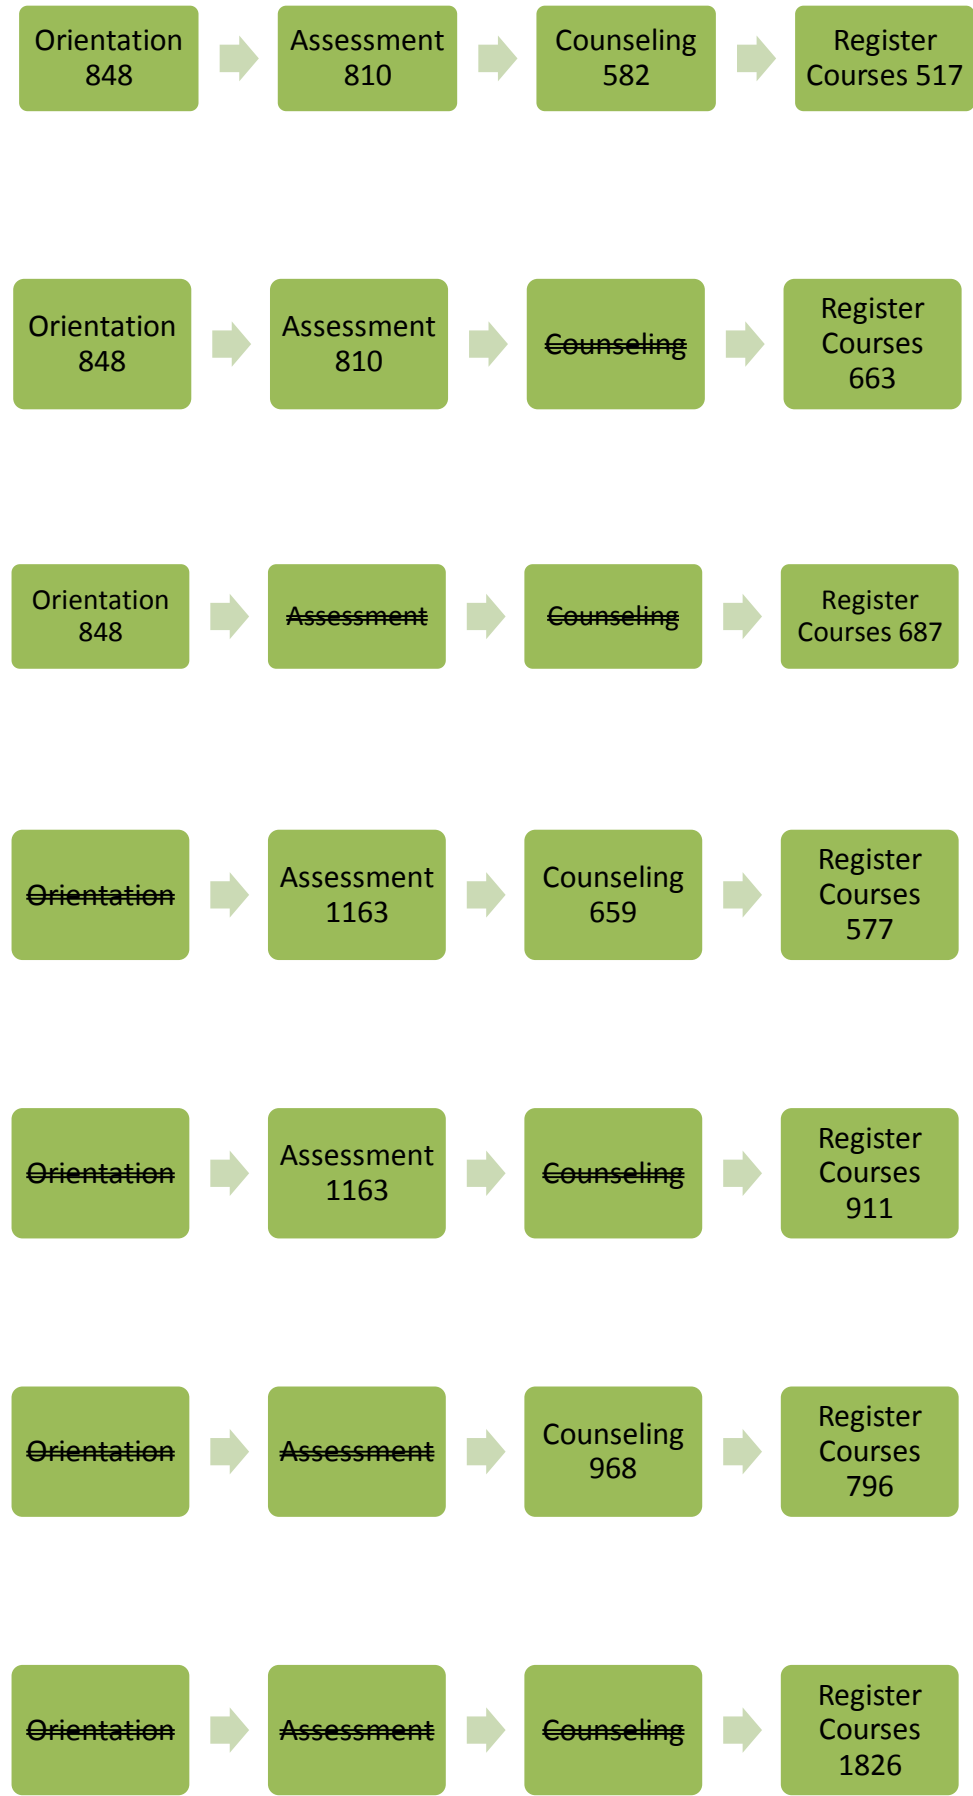 Orientation
848
Assessment
810
Counseling
582
Register
Courses 517
Orientation
848
Assessment
810
Counseling
Register
Courses
663
Orientation
848
Assessment
Counseling
Register
Courses 687
Orientation
Assessment
1163
Counseling
659
Register
Courses
577
Orientation
Assessment
1163
Counseling
Register
Courses
911
Orientation
Assessment
Counseling
968
Register
Courses
796
Orientation
Assessment
Counseling
Register
Courses
1826